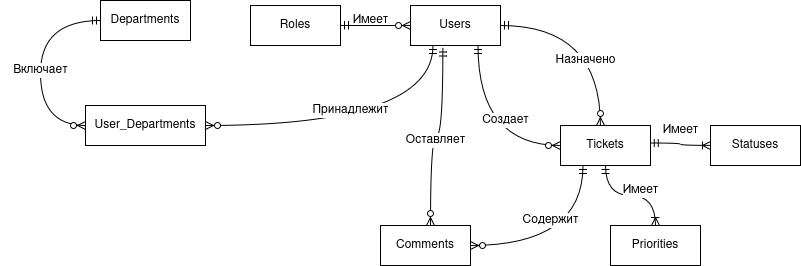 Departments
Roles
Имеет
Users
Включает
Назначено
User_Departments
Принадлежит
Оставляет
Создает
Tickets
Имеет
Statuses
Имеет
Содержит
Comments
Priorities